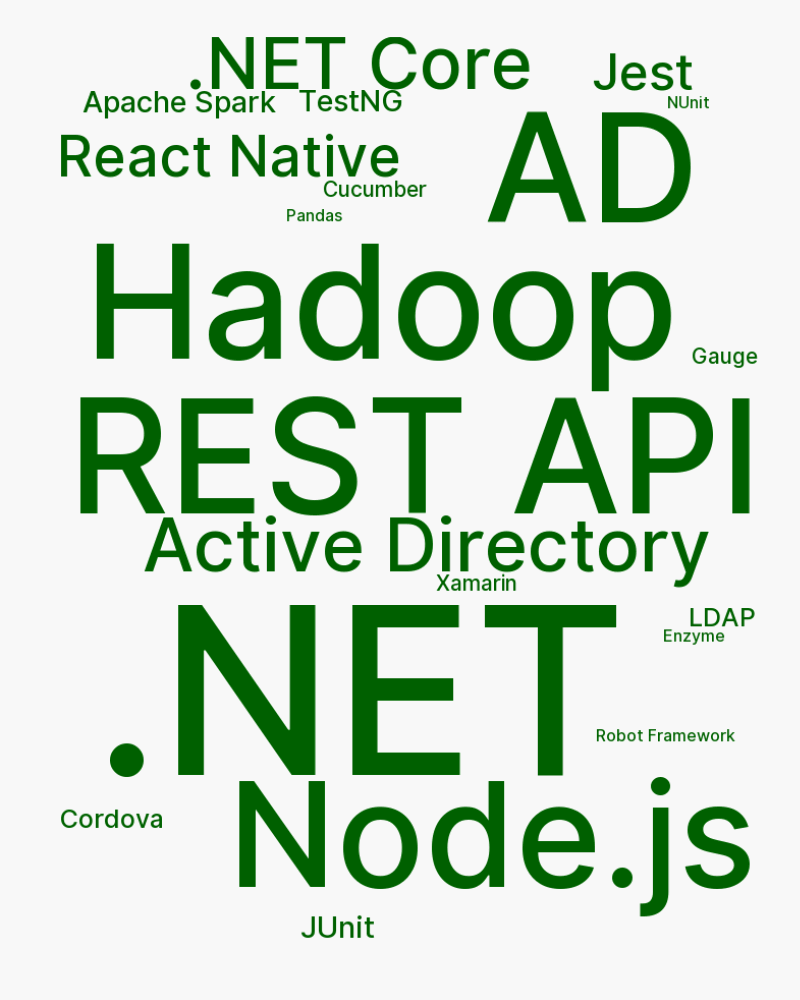 .NET Core
Jest
Apache Spark
TestNG
NUnit
AD
React Native
Cucumber
Pandas
Hadoop
Gauge
REST API
Active Directory
Xamarin
.NET
LDAP
Enzyme
Robot Framework
Node.js
Cordova
JUnit